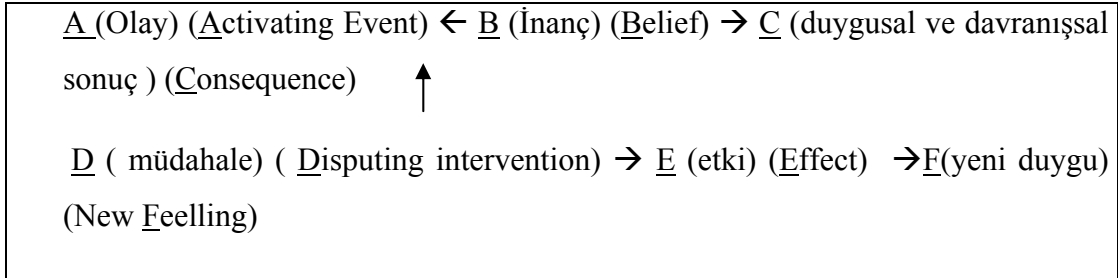 A (Olay) (Activating Event) ← B (İnanç) (Belief) → C (duygusal ve davranışsal
sonuç ) (Consequence)
D ( müdahale) ( Disputing intervention) → E (etki) (Effect) →F(yeni duygu)
(New Feelling)